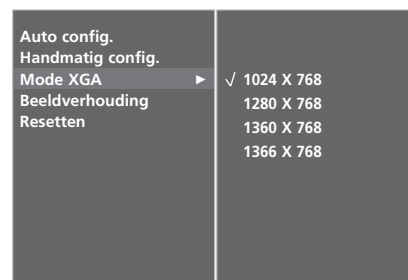 Auto config.
Handmatig config.
Mode XGA ►
Beeldverhouding
Resetten
√ 1024 X 768
1280 X 768
1360 X 768
1366 X 768